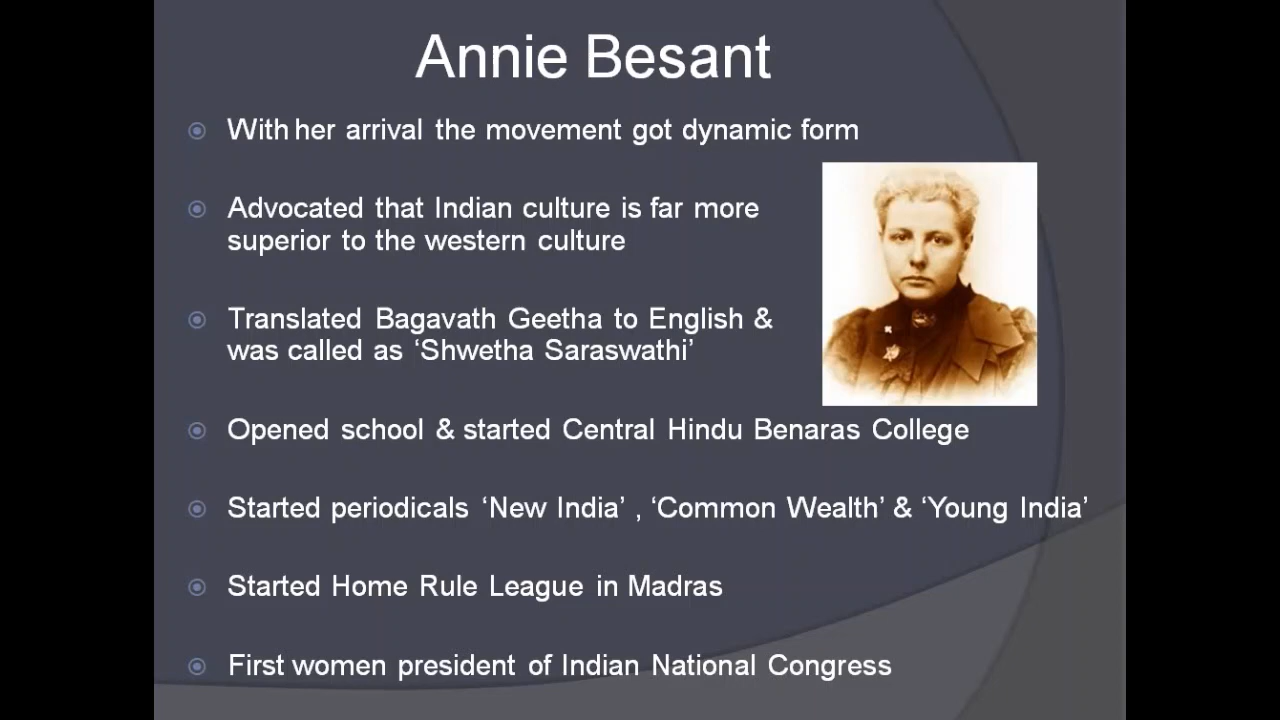 Annie Besant
With her arrival the movement got dynamic form
Advocated that Indian culture is far more
superior to the western culture
Translated Bagavath Geetha to English &
was called as ‘Shwetha Saraswathi’
Opened school & started Central Hindu Benaras College
Started periodicals ‘New India’ , ‘Common Wealth’ & ‘Young India’
Started Home Rule League in Madras
First women president of Indian National Congress